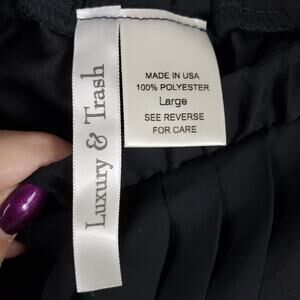 Luxury & Trash
MADE IN USA
100% POLYESTER
Large
SEE REVERSE
FOR CARE